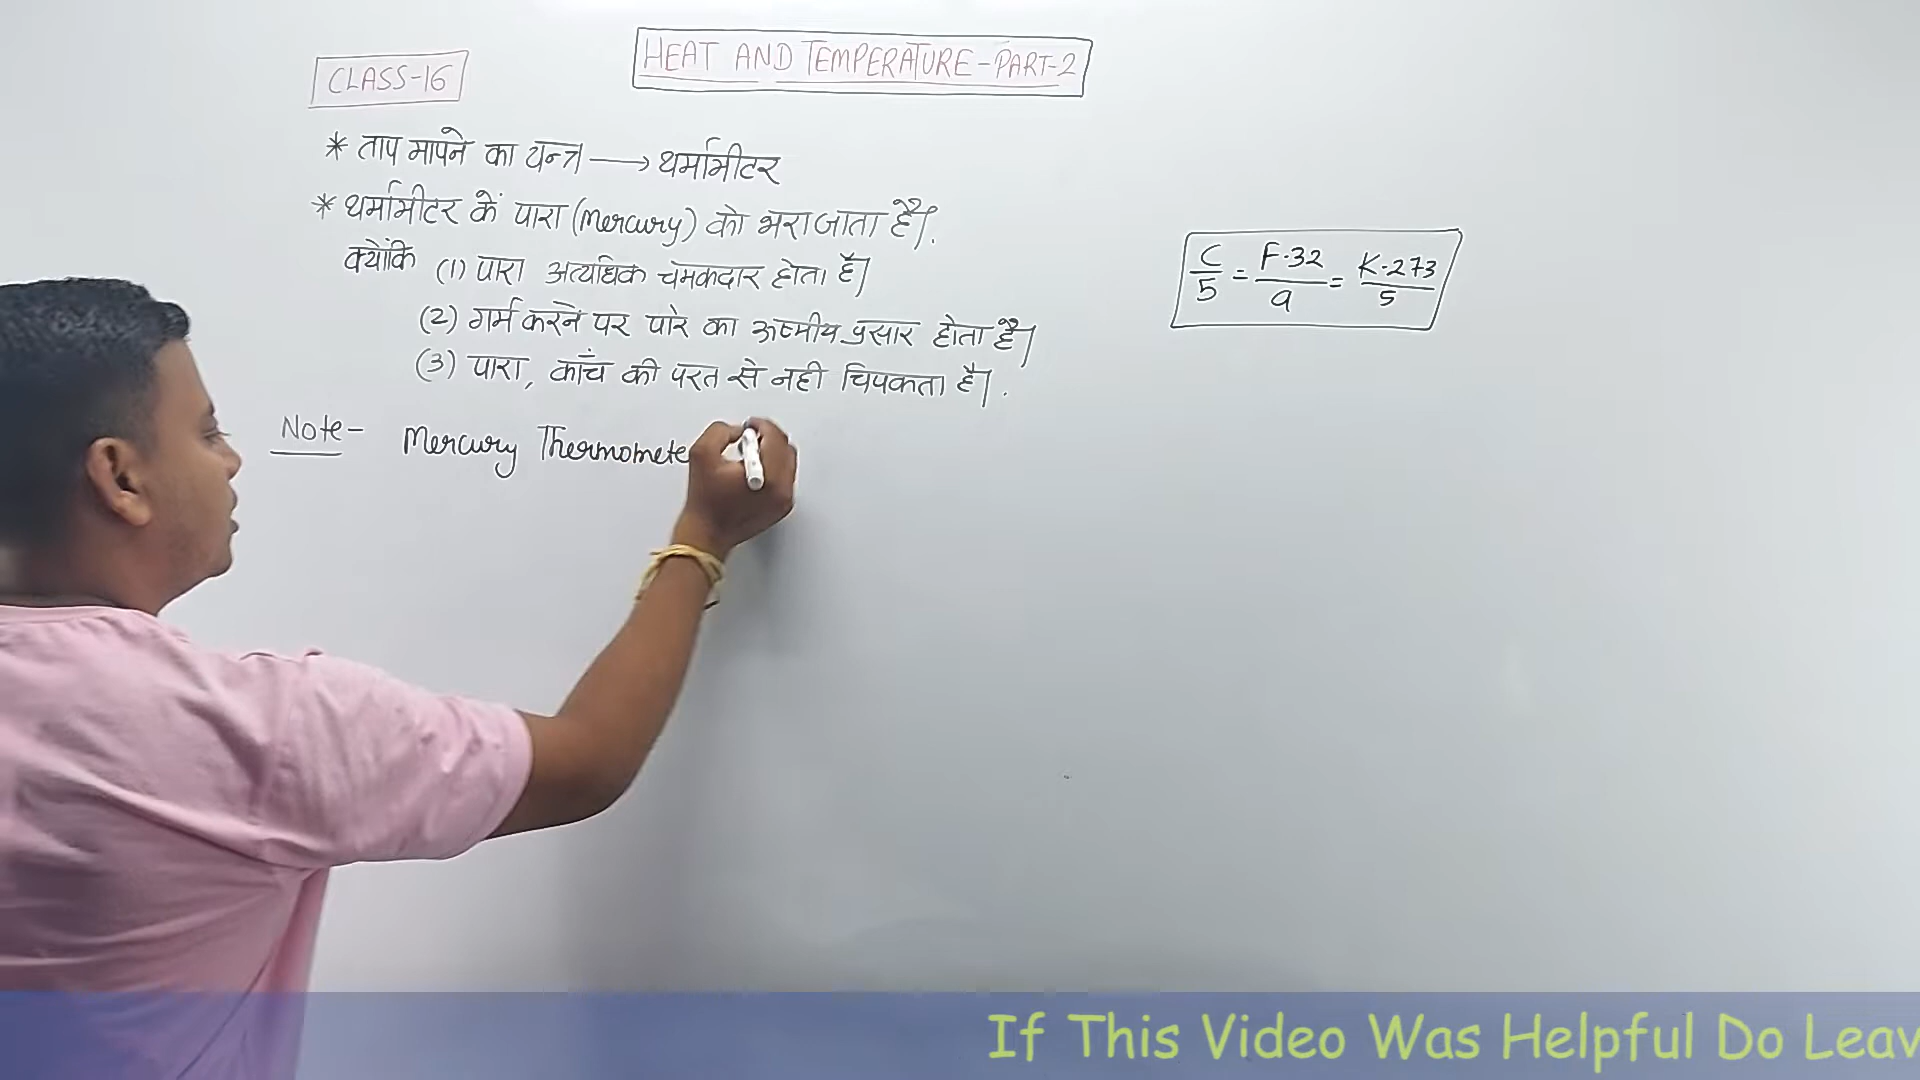 CLASS-16
HEAT AND TEMPERATURE-PART-2
* ताप मापने का यन्त्र → थर्मामीटर
* थर्मामीटर में पारा (Mercury) को भरा जाता है।
क्योंकि (1) पारा अत्यधिक चमकदार होता है।
(2) गर्म करने पर पारे का ऊष्मीय प्रसार होता है।
(3) पारा, काँच की परत से नही चिपकता है।
C/5 = F-32/9 = K-273/5
Note- Mercury Thermomete
If This Video Was Helpful Do Leav